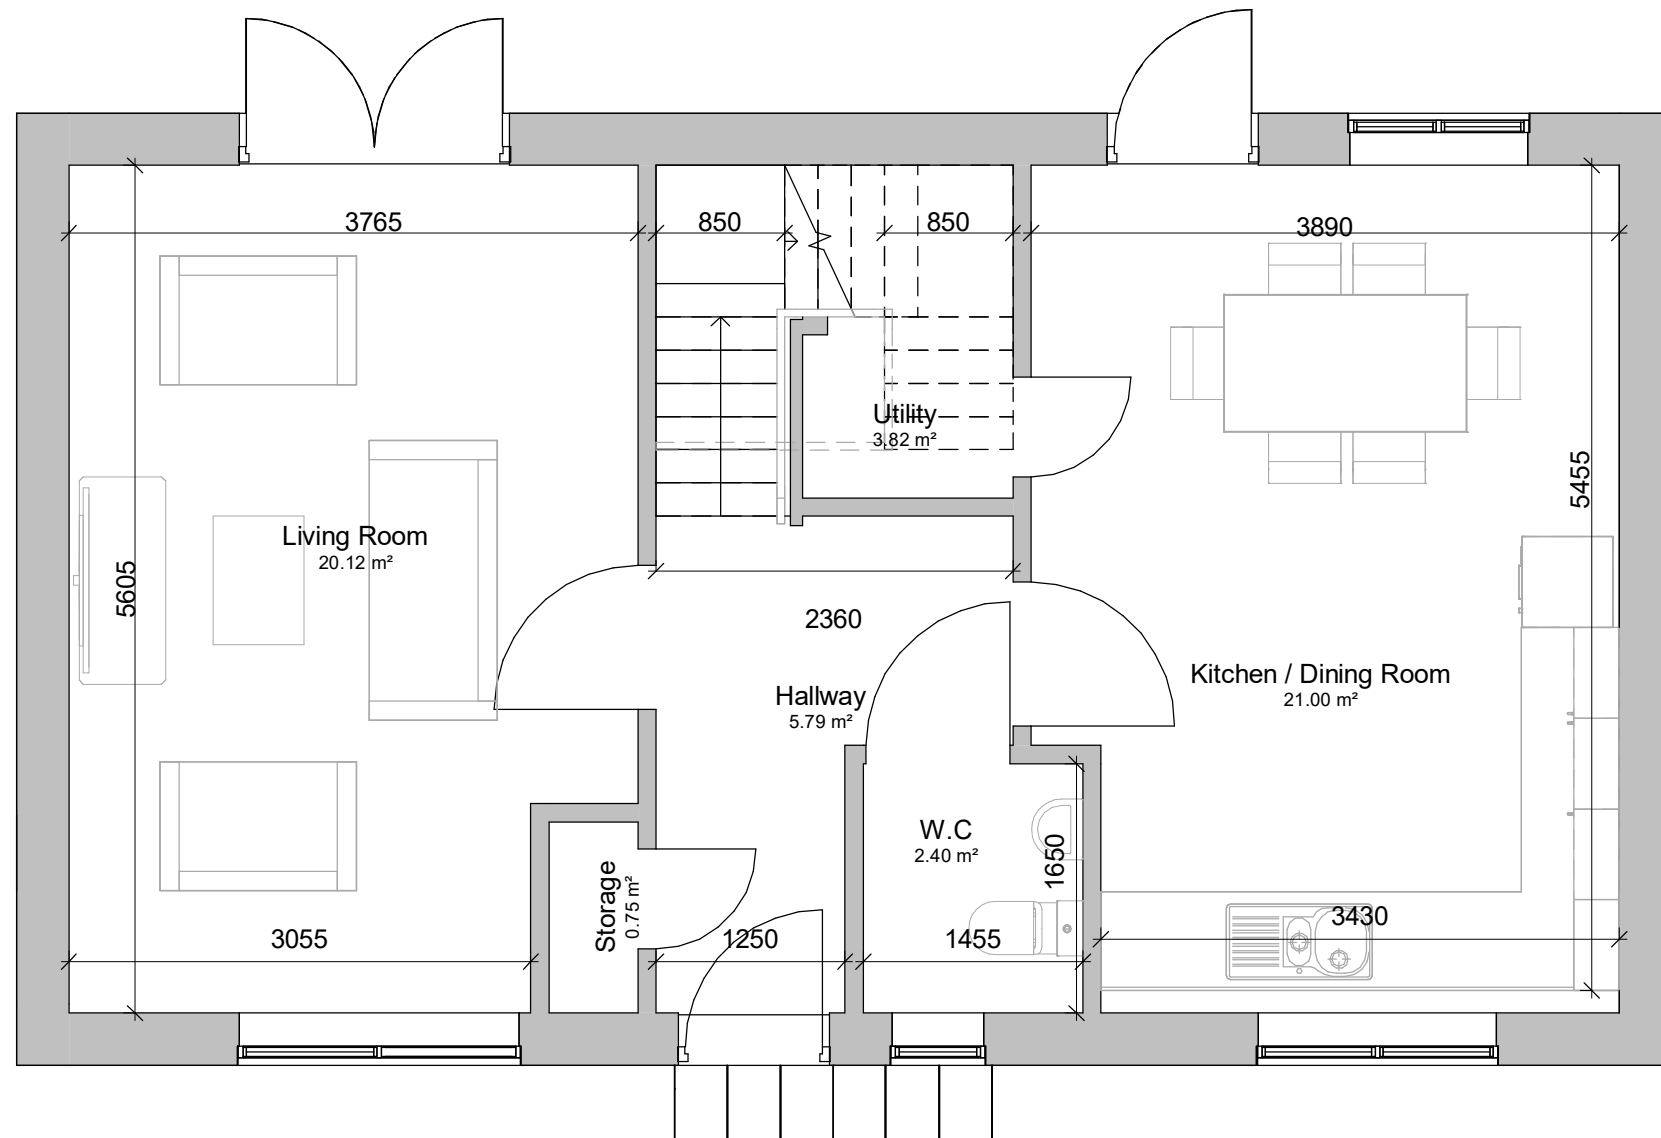 3765
850
850
3890
Utility
3.82 m²
5455
Living Room
20.12 m²
5605
2360
Kitchen / Dining Room
21.00 m²
Hallway
5.79 m²
W.C
2.40 m²
1650
Storage
0.75 m²
3055
1250
1455
3430